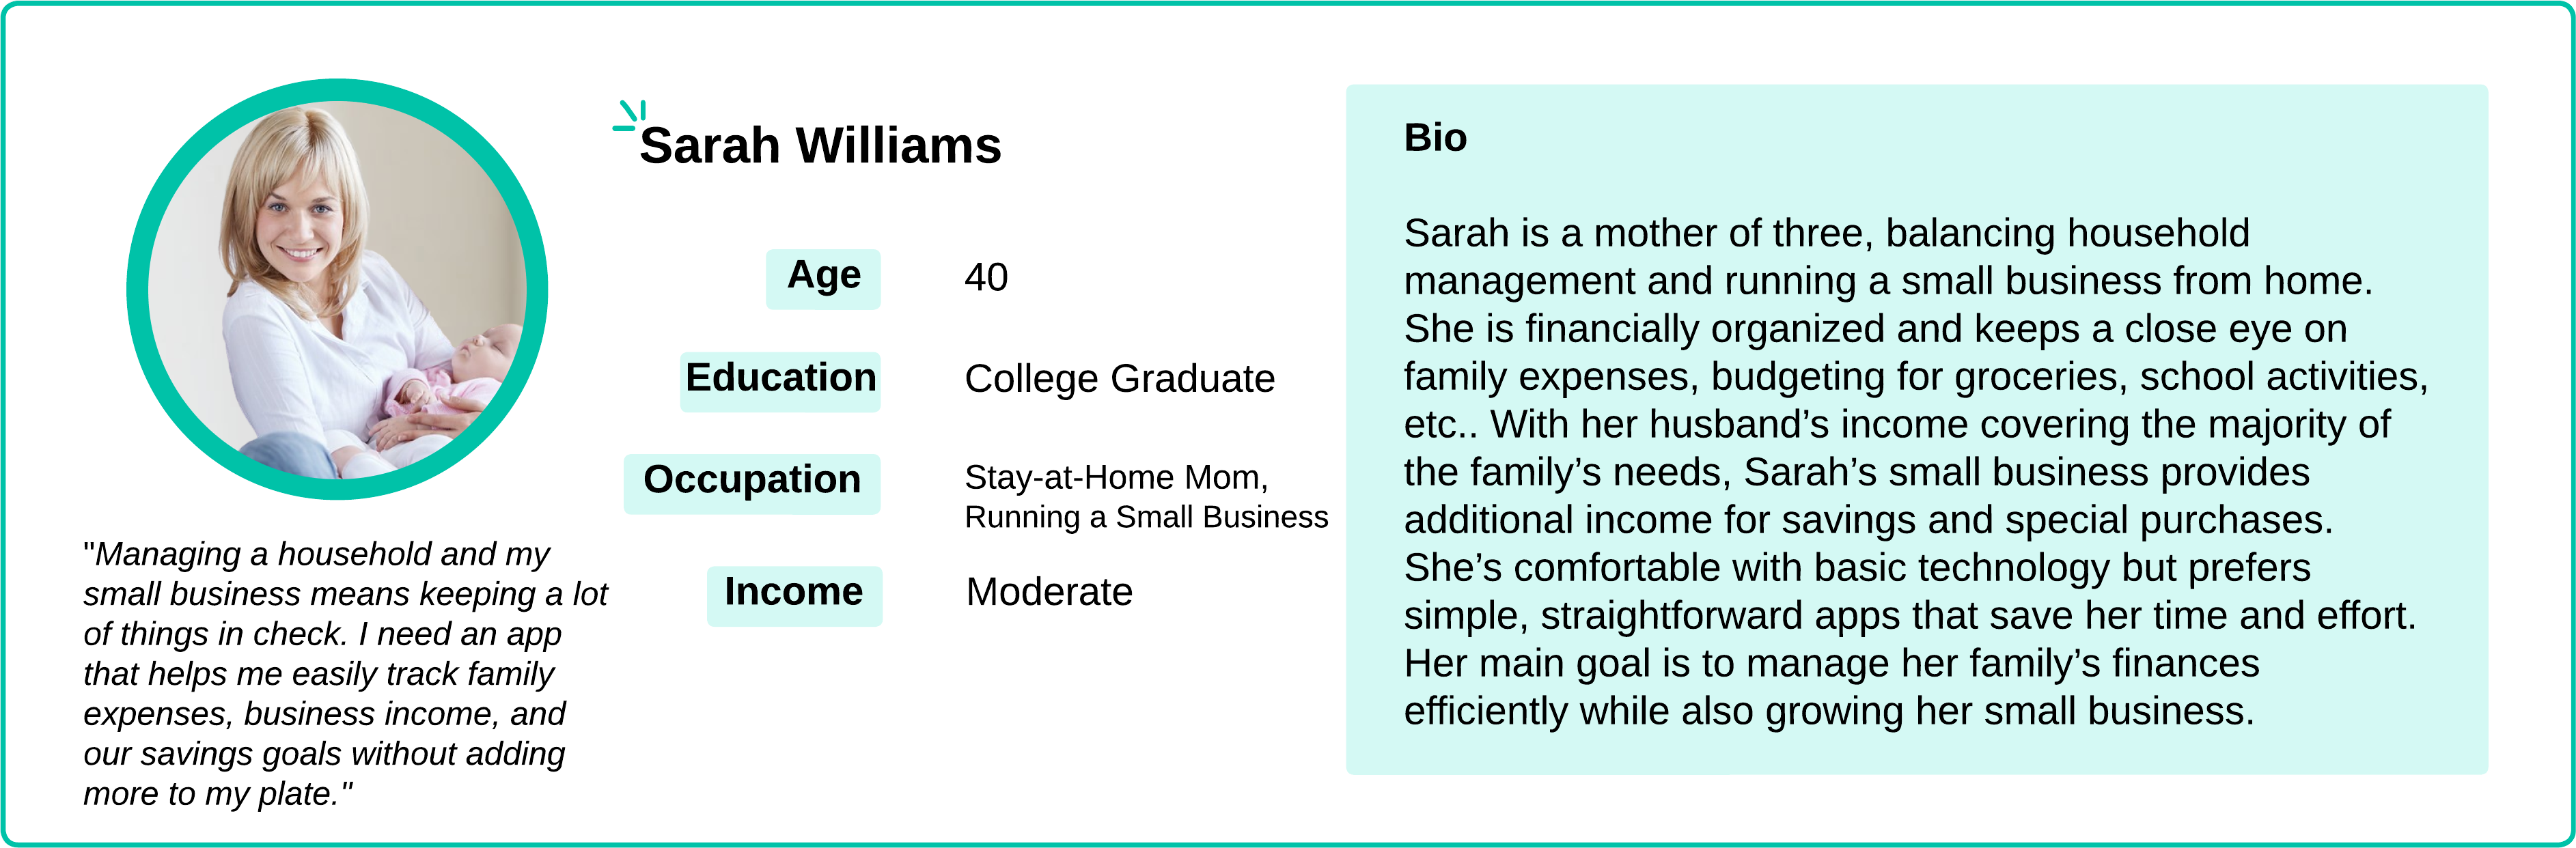 Sarah Williams
Age
40
Education
College Graduate
Occupation
Stay-at-Home Mom,
Running a Small Business
Income
Moderate
"Managing a household and my
small business means keeping a lot
of things in check. I need an app
that helps me easily track family
expenses, business income, and
our savings goals without adding
more to my plate."
Bio
Sarah is a mother of three, balancing household
management and running a small business from home.
She is financially organized and keeps a close eye on
family expenses, budgeting for groceries, school activities,
etc.. With her husband’s income covering the majority of
the family’s needs, Sarah’s small business provides
additional income for savings and special purchases.
She’s comfortable with basic technology but prefers
simple, straightforward apps that save her time and effort.
Her main goal is to manage her family’s finances
efficiently while also growing her small business.